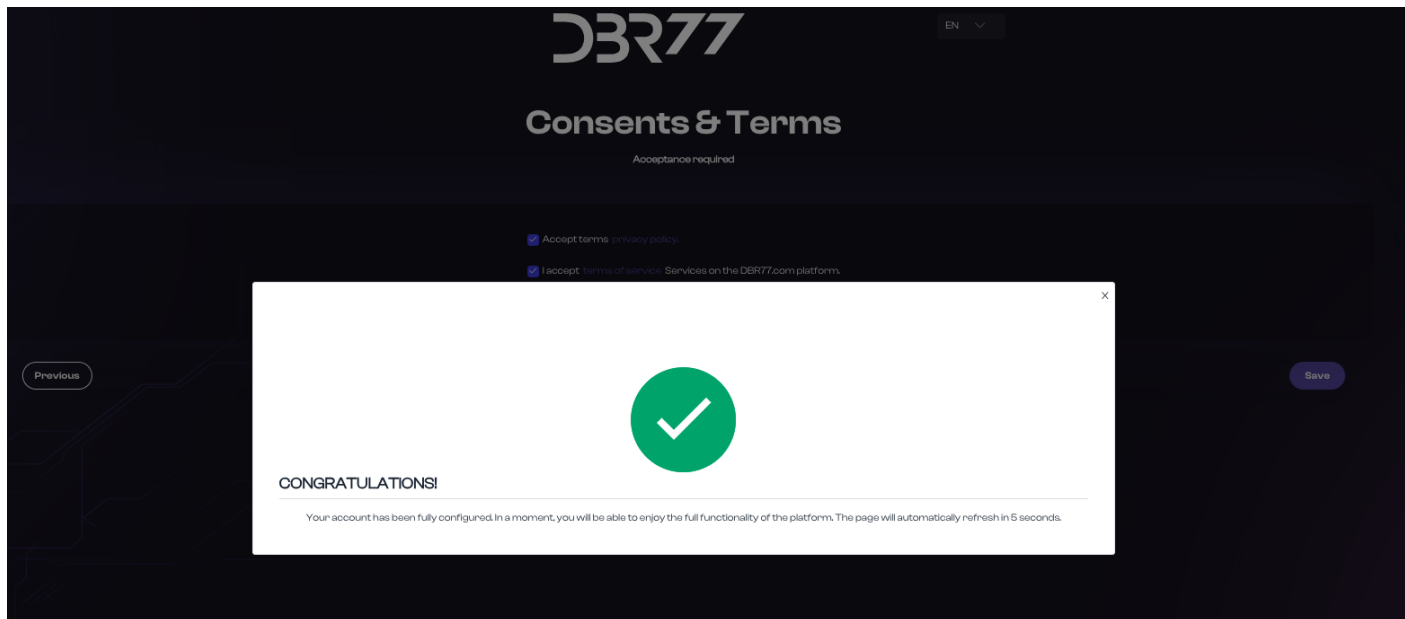 DBR77
EN
Consents & Terms
Acceptance required
Accept terms privacy policy.
I accept terms of service Services on the DBR77.com platform.
Previous
Save
CONGRATULATIONS!
Your account has been fully configured. In a moment, you will be able to enjoy the full functionality of the platform. The page will automatically refresh in 5 seconds.